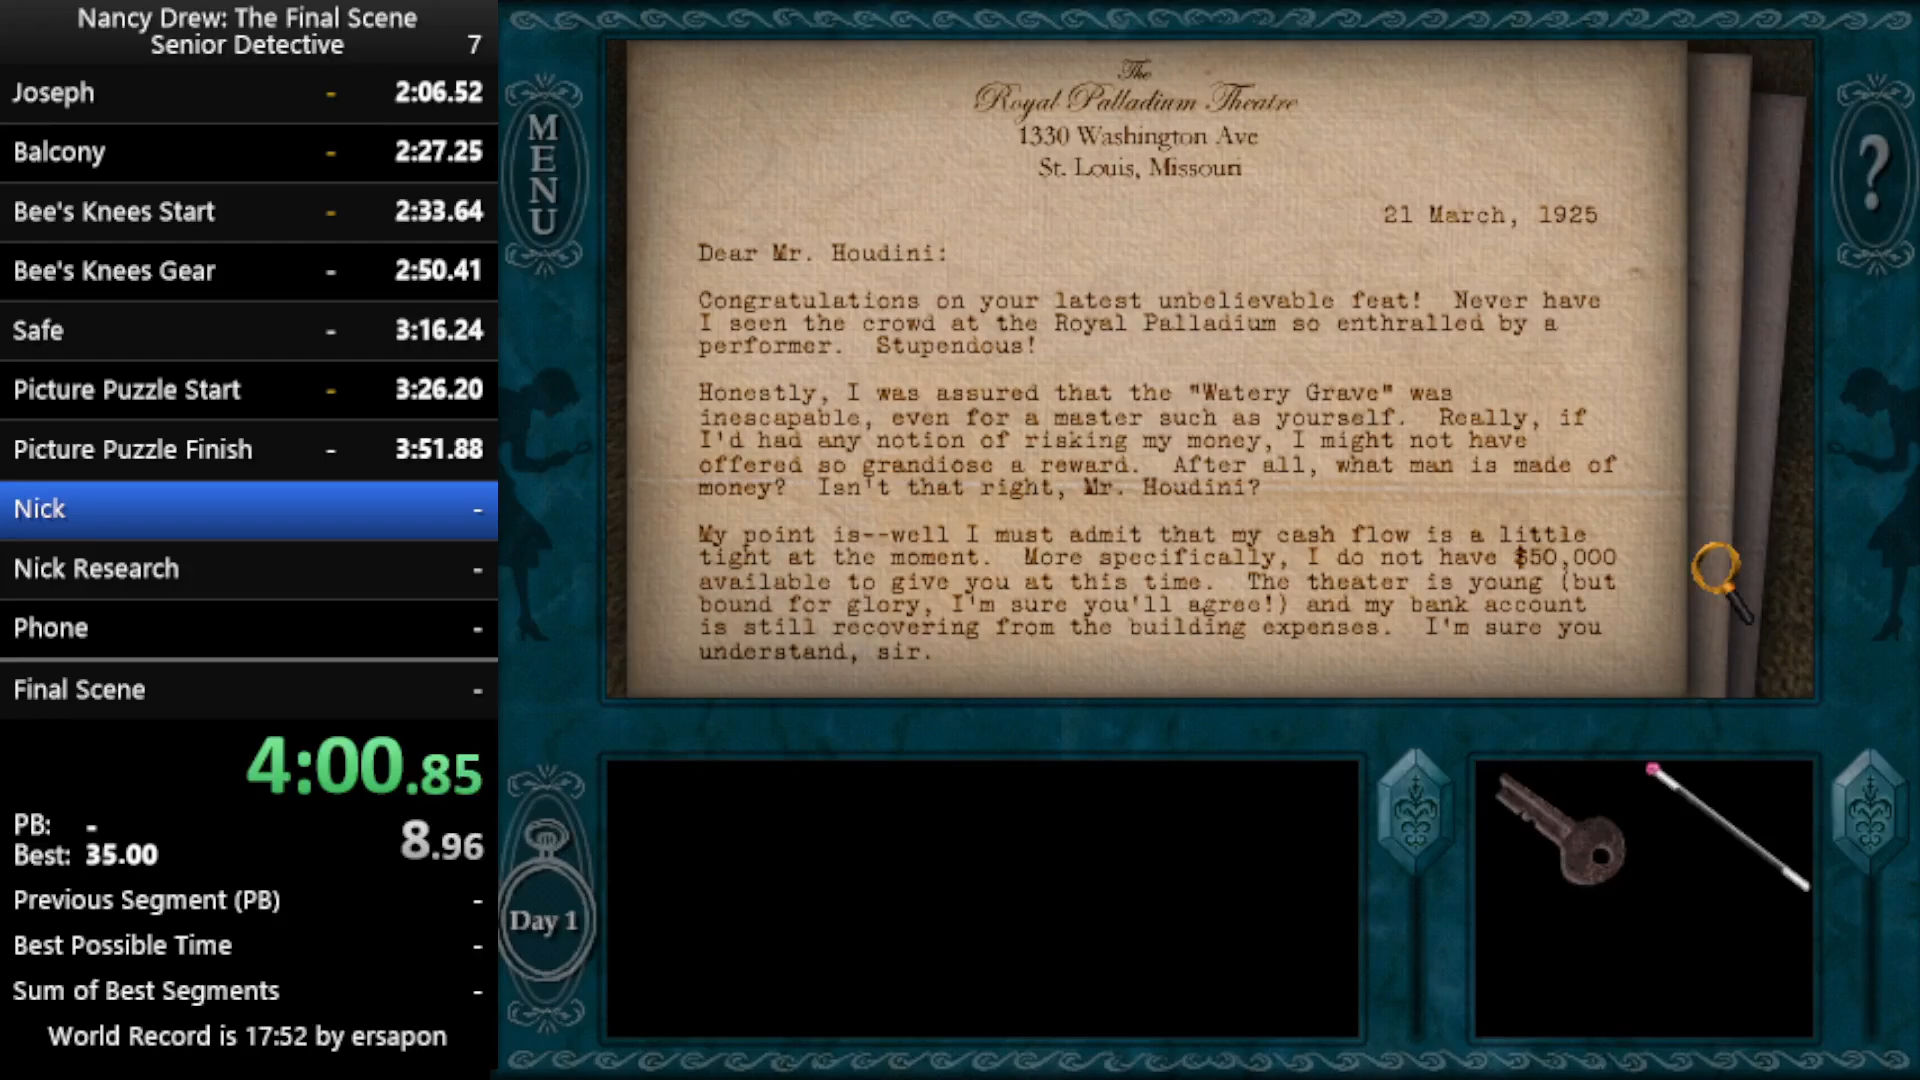 Nancy Drew: The Final Scene
Senior Detective 7
Joseph - 2:06.52
Balcony - 2:27.25
Bee's Knees Start - 2:33.64
Bee's Knees Gear - 2:50.41
Safe - 3:16.24
Picture Puzzle Start - 3:26.20
Picture Puzzle Finish - 3:51.88
Nick -
Nick Research -
Phone -
Final Scene -
4:00.85
PB: -
8.96
Best: 35.00
Previous Segment (PB) -
Best Possible Time -
Sum of Best Segments -
World Record is 17:52 by ersapon
MENU
The
Royal Palladium Theatre
1330 Washington Ave
St. Louis, Missouri
21 March, 1925
Dear Mr. Houdini:
Congratulations on your latest unbelievable feat! Never have
I seen the crowd at the Royal Palladium so enthralled by a
performer. Stupendous!
Honestly, I was assured that the "Watery Grave" was
inescapable, even for a master such as yourself. Really, if
I'd had any notion of risking my money, I might not have
offered so grandiose a reward. After all, what man is made of
money? Isn't that right, Mr. Houdini?
My point is--well I must admit that my cash flow is a little
tight at the moment. More specifically, I do not have $50,000
available to give you at this time. The theater is young (but
bound for glory, I'm sure you'll agree!) and my bank account
is still recovering from the building expenses. I'm sure you
understand, sir.
?
Day 1